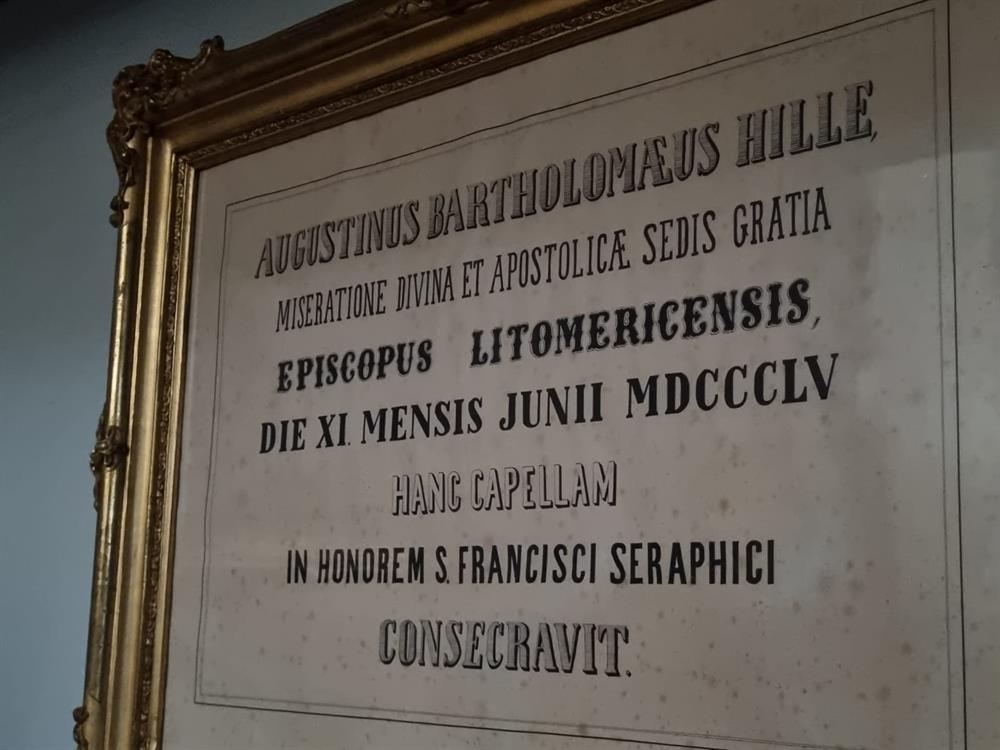 AUGUSTINUS BARTHOLOMÆUS HILLE,
MISERATIONE DIVINA ET APOSTOLICÆ SEDIS GRATIA
EPISCOPUS LITOMERICENSIS,
DIE XI. MENSIS JUNII MDCCCLV
HANC CAPELLAM
IN HONOREM S. FRANCISCI SERAPHICI
CONSECRAVIT.